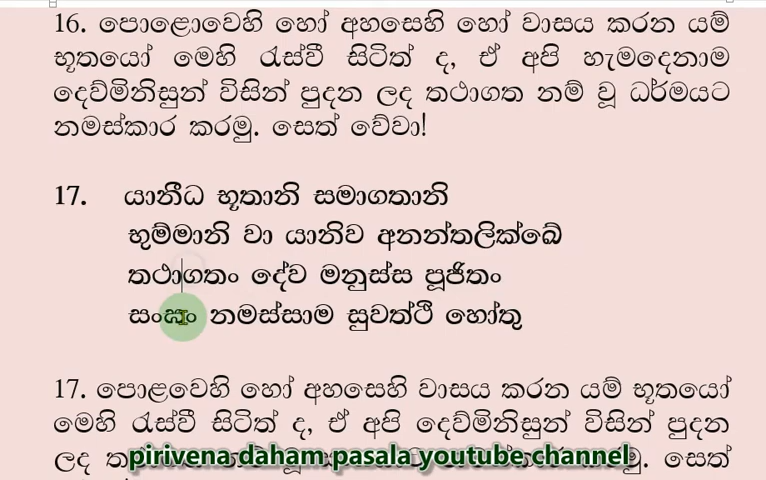 16. පොළොවෙහි හෝ අහසෙහි හෝ වාසය කරන යම්
භූතයෝ මෙහි රැස්වී සිටිත් ද, ඒ අපි හැමදෙනාම
දෙව්මිනිසුන් විසින් පුදන ලද තථාගත නම් වූ ධර්මයට
නමස්කාර කරමු. සෙත් වේවා!
17. යානීධ භූතානි සමාගතානි
භුම්මානි වා යානිව අනන්තලික්ඛේ
තථාගතං දේව මනුස්ස පූජිතං
සංඝං නමස්සාම සුවත්ථි හෝතු
17. පොළවෙහි හෝ අහසෙහි වාසය කරන යම් භූතයෝ
මෙහි රැස්වී සිටිත් ද, ඒ අපි දෙව්මිනිසුන් විසින් පුදන
ලද සෙත්
pirivena daham pasala youtube channel